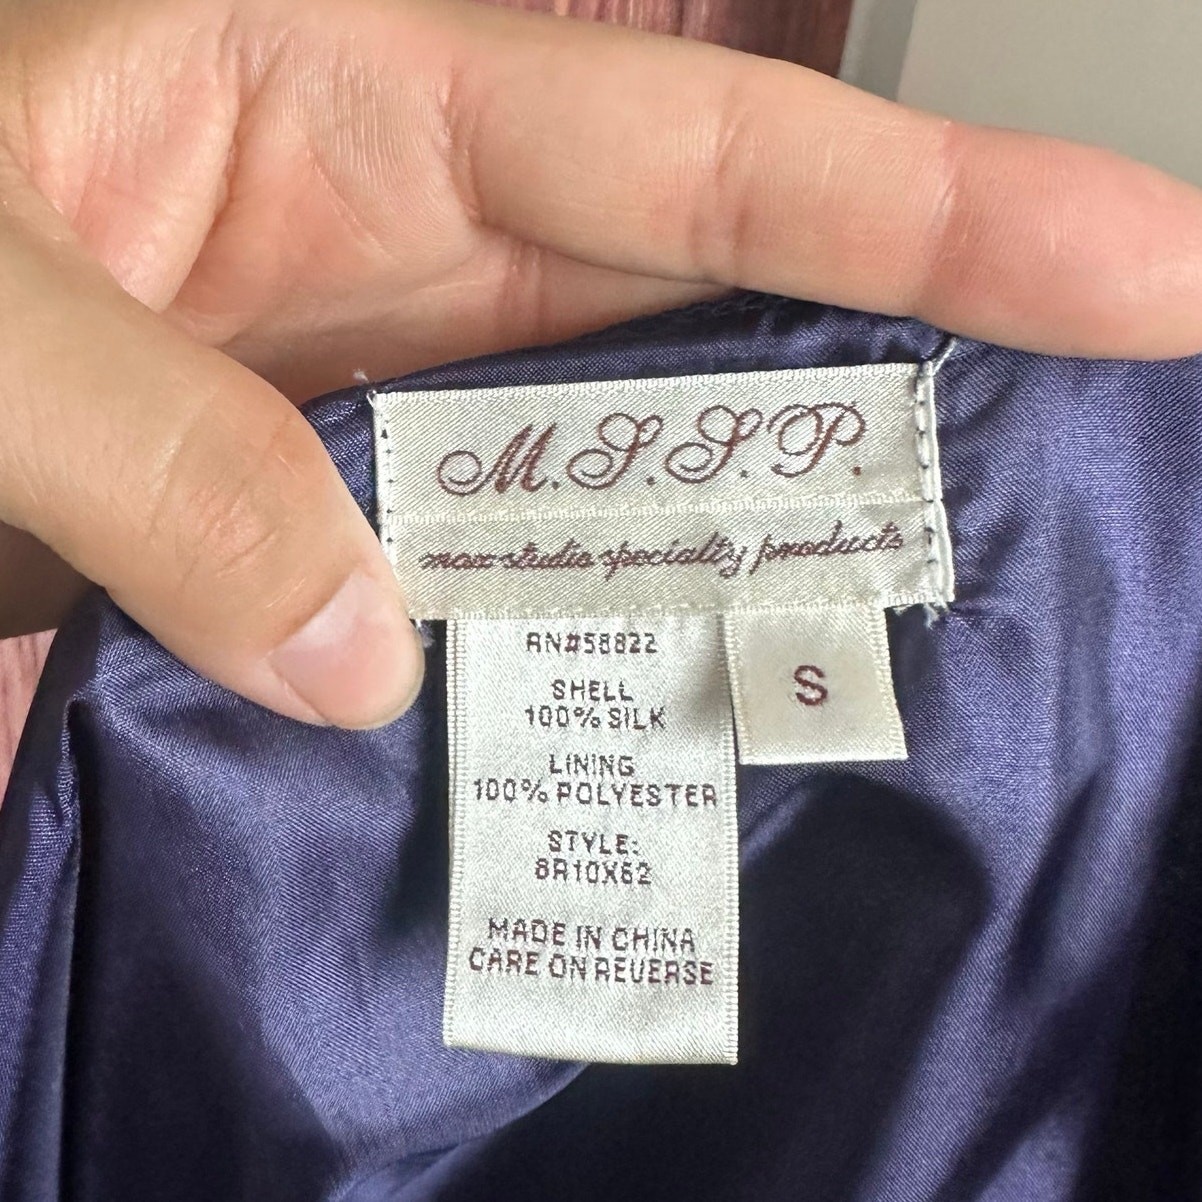 M.S.S.P.
max studio specialty products
RN#58822
S
SHELL
100% SILK
LINING
100% POLYESTER
STYLE:
8R10X62
MADE IN CHINA
CARE ON REVERSE